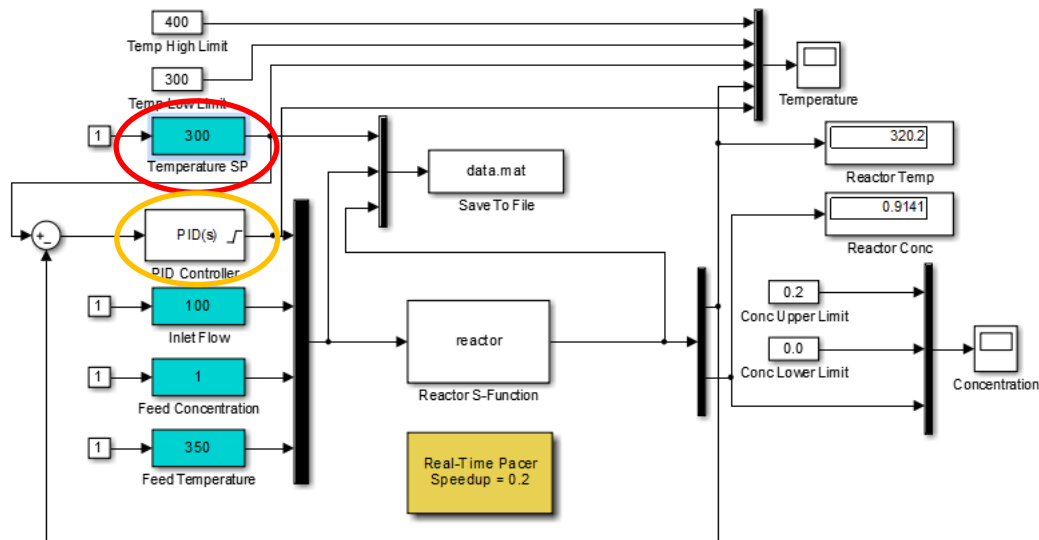 400
Temp High Limit
300
Temp Low Limit
Temperature
1
300
Temperature SP
data.mat
Save To File
320.2
Reactor Temp
0.9141
Reactor Conc
+
-
PID(s)
PID Controller
1
100
Inlet Flow
reactor
Reactor S-Function
0.2
Conc Upper Limit
0.0
Conc Lower Limit
Concentration
1
1
Feed Concentration
1
350
Feed Temperature
Real-Time Pacer
Speedup = 0.2